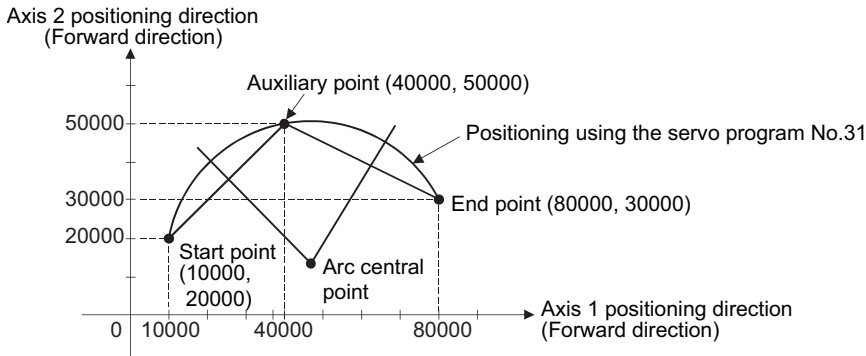 Axis 2 positioning direction
(Forward direction)
Auxiliary point (40000, 50000)
50000
Positioning using the servo program No.31
30000
End point (80000, 30000)
20000
Start point
(10000,
20000)
Arc central
point
Axis 1 positioning direction
(Forward direction)
0
10000
40000
80000